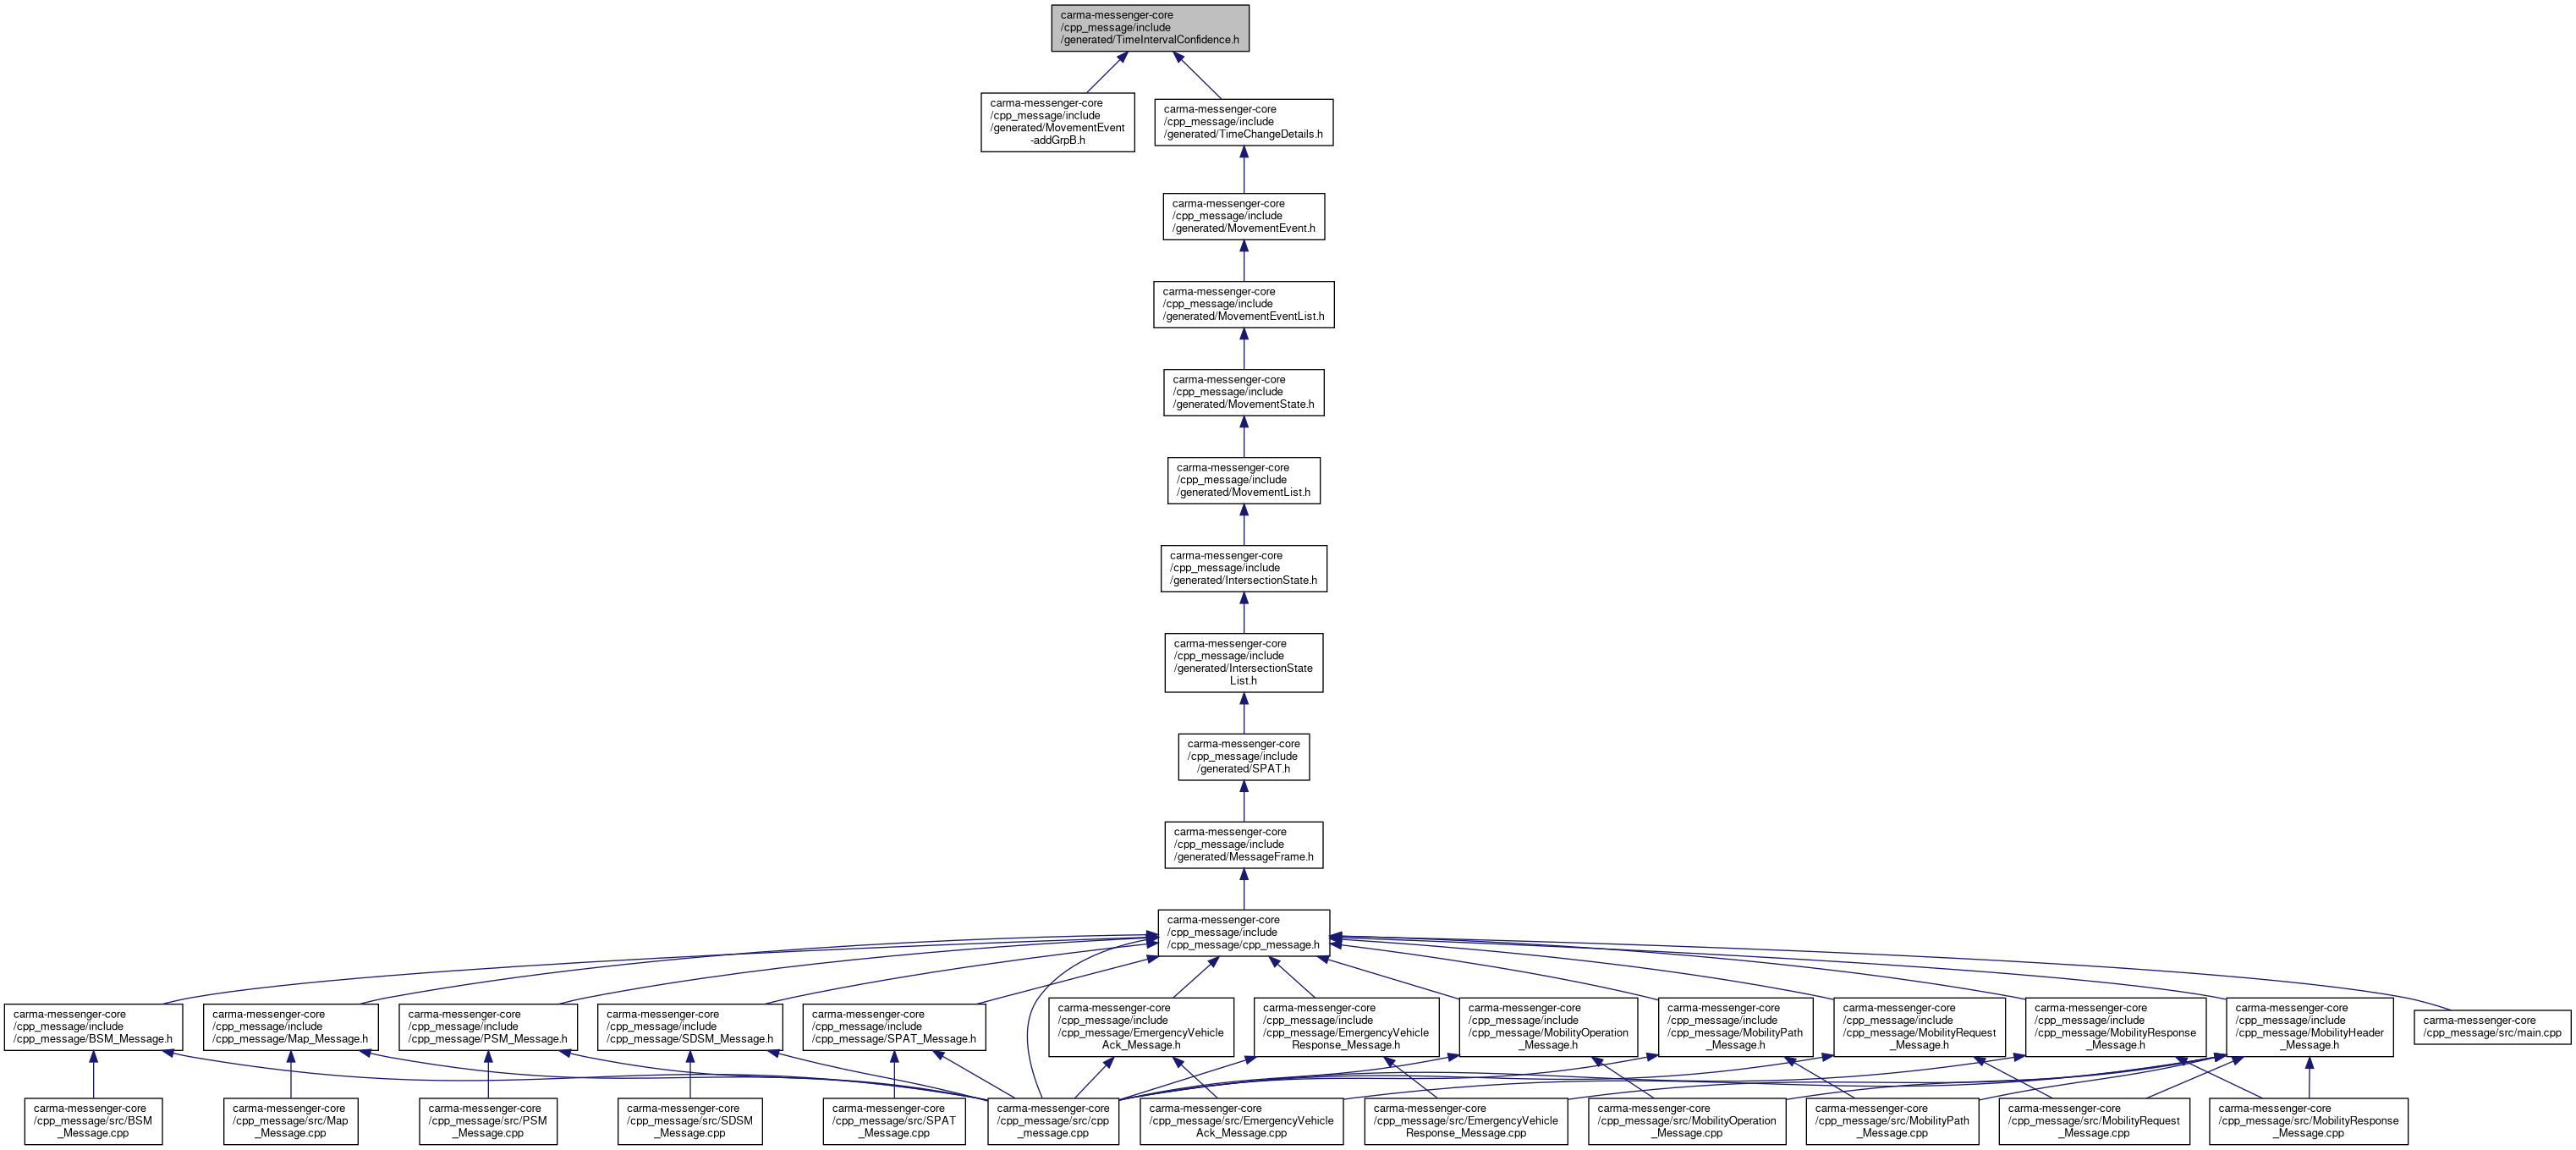 carma-messenger-core
/cpp_message/include
/generated/TimeIntervalConfidence.h
carma-messenger-core
/cpp_message/include
/generated/MovementEvent
-addGrpB.h
carma-messenger-core
/cpp_message/include
/generated/TimeChangeDetails.h
carma-messenger-core
/cpp_message/include
/generated/MovementEvent.h
carma-messenger-core
/cpp_message/include
/generated/MovementEventList.h
carma-messenger-core
/cpp_message/include
/generated/MovementState.h
carma-messenger-core
/cpp_message/include
/generated/MovementList.h
carma-messenger-core
/cpp_message/include
/generated/IntersectionState.h
carma-messenger-core
/cpp_message/include
/generated/IntersectionState
List.h
carma-messenger-core
/cpp_message/include
/generated/SPAT.h
carma-messenger-core
/cpp_message/include
/generated/MessageFrame.h
carma-messenger-core
/cpp_message/include
/cpp_message/cpp_message.h
carma-messenger-core
/cpp_message/include
/cpp_message/BSM_Message.h
carma-messenger-core
/cpp_message/include
/cpp_message/Map_Message.h
carma-messenger-core
/cpp_message/include
/cpp_message/PSM_Message.h
carma-messenger-core
/cpp_message/include
/cpp_message/SDSM_Message.h
carma-messenger-core
/cpp_message/include
/cpp_message/SPAT_Message.h
carma-messenger-core
/cpp_message/include
/cpp_message/EmergencyVehicle
Ack_Message.h
carma-messenger-core
/cpp_message/include
/cpp_message/EmergencyVehicle
Response_Message.h
carma-messenger-core
/cpp_message/include
/cpp_message/MobilityOperation
_Message.h
carma-messenger-core
/cpp_message/include
/cpp_message/MobilityPath
_Message.h
carma-messenger-core
/cpp_message/include
/cpp_message/MobilityRequest
_Message.h
carma-messenger-core
/cpp_message/include
/cpp_message/MobilityResponse
_Message.h
carma-messenger-core
/cpp_message/include
/cpp_message/MobilityHeader
_Message.h
carma-messenger-core
/cpp_message/src/main.cpp
carma-messenger-core
/cpp_message/src/BSM
_Message.cpp
carma-messenger-core
/cpp_message/src/Map
_Message.cpp
carma-messenger-core
/cpp_message/src/PSM
_Message.cpp
carma-messenger-core
/cpp_message/src/SDSM
_Message.cpp
carma-messenger-core
/cpp_message/src/SPAT
_Message.cpp
carma-messenger-core
/cpp_message/src/cpp
_message.cpp
carma-messenger-core
/cpp_message/src/EmergencyVehicle
Ack_Message.cpp
carma-messenger-core
/cpp_message/src/EmergencyVehicle
Response_Message.cpp
carma-messenger-core
/cpp_message/src/MobilityOperation
_Message.cpp
carma-messenger-core
/cpp_message/src/MobilityPath
_Message.cpp
carma-messenger-core
/cpp_message/src/MobilityRequest
_Message.cpp
carma-messenger-core
/cpp_message/src/MobilityResponse
_Message.cpp